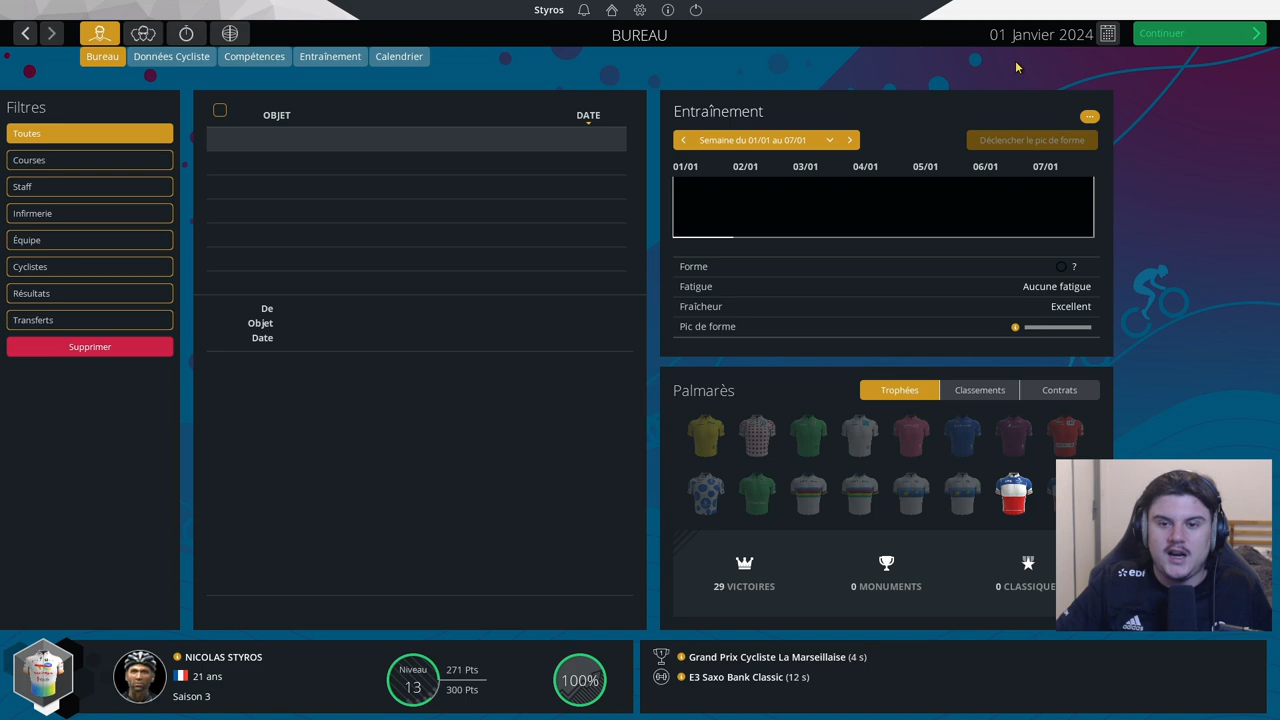 Styros
BUREAU
01 Janvier 2024
Continuer
Bureau
Données Cycliste
Compétences
Entraînement
Calendrier
Filtres
Toutes
Courses
Staff
Infirmerie
Équipe
Cyclistes
Résultats
Transferts
Supprimer
OBJET
DATE
De
Objet
Date
Entraînement
...
Semaine du 01/01 au 07/01
Déclencher le pic de forme
01/01 02/01 03/01 04/01 05/01 06/01 07/01
Forme ?
Fatigue Aucune fatigue
Fraîcheur Excellent
Pic de forme
Palmarès
Trophées
Classements
Contrats
29 VICTOIRES
0 MONUMENTS
0 CLASSIQUE
edf
adidas
NICOLAS STYROS
21 ans
Saison 3
Niveau
13
271 Pts
300 Pts
100%
1
Grand Prix Cycliste La Marseillaise (4 s)
E3 Saxo Bank Classic (12 s)